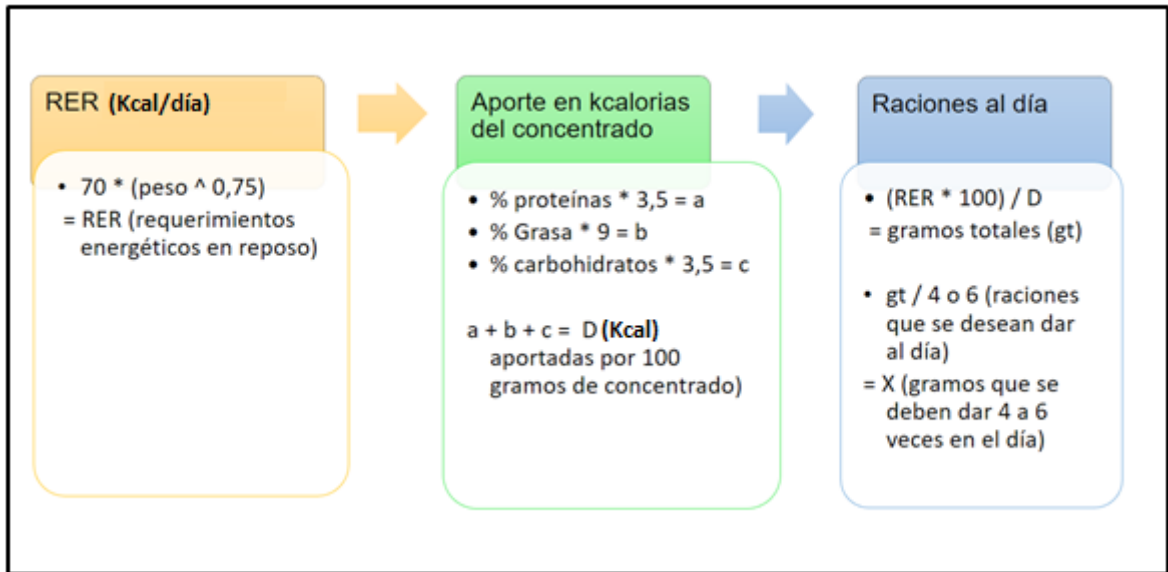 RER (Kcal/día)
• 70 * (peso ^ 0,75)
= RER (requerimientos
energéticos en reposo)
Aporte en kcalorias
del concentrado
• % proteínas * 3,5 = a
• % Grasa * 9 = b
• % carbohidratos * 3,5 = c
a + b + c = D (Kcal)
aportadas por 100
gramos de concentrado)
Raciones al día
• (RER * 100) / D
= gramos totales (gt)
• gt / 4 o 6 (raciones
que se desean dar
al día)
= X (gramos que se
deben dar 4 a 6
veces en el día)